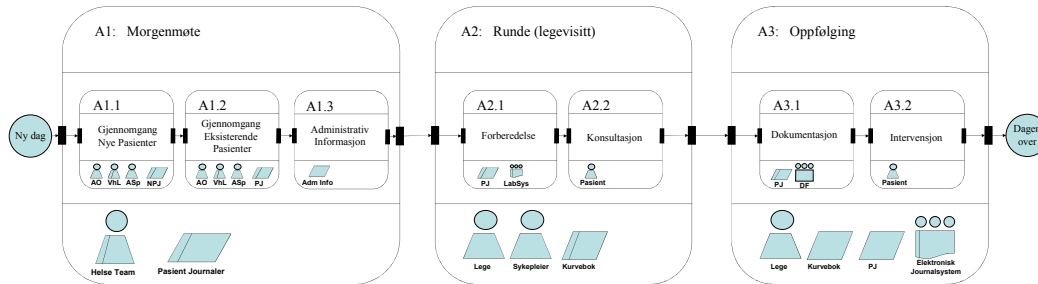 A1: Morgenmøte
A1.1
Gjennomgang
Nye Pasienter
AO VhL ASp NPJ
A1.2
Gjennomgang
Eksisterende
Pasienter
AO VhL ASp PJ
A1.3
Administrativ
Informasjon
Adm Info
Helse Team
Pasient Journaler
Ny dag
A2: Runde (legevisitt)
A2.1
Forberedelse
PJ LabSys
A2.2
Konsultasjon
Pasient
Lege Sykepleier Kurvebok
A3: Oppfølging
A3.1
Dokumentasjon
PJ DF
A3.2
Intervensjon
Pasient
Lege Kurvebok PJ
Elektronisk
Journalsystem
Dagen
over